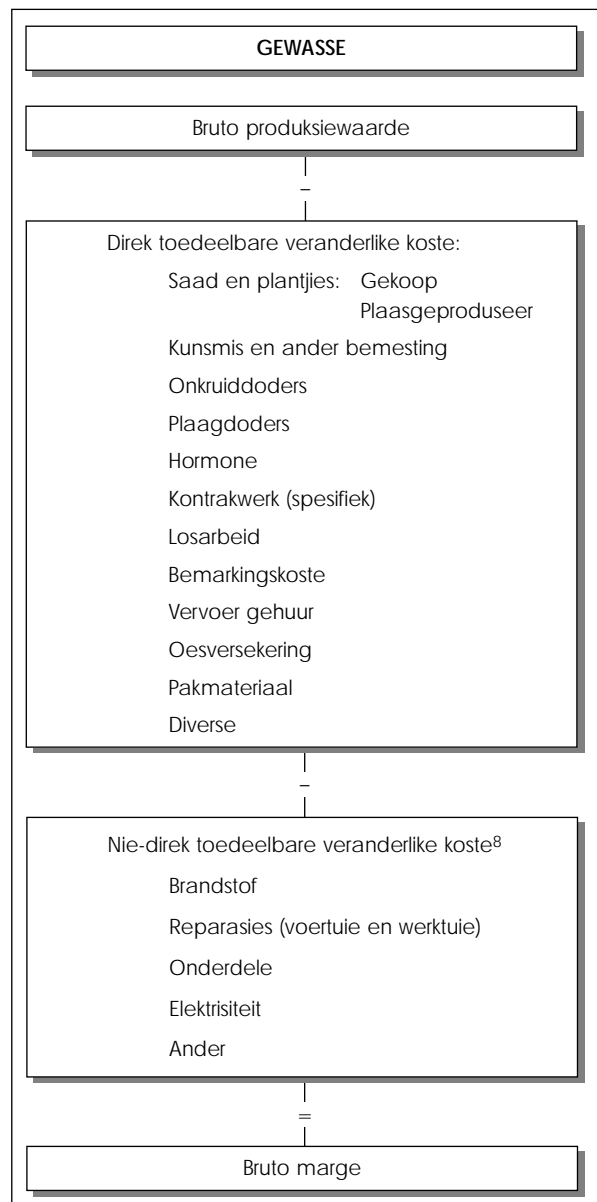 GEWASSE
Bruto produksiewaarde
–
Direk toedeelbare veranderlike koste:
Saad en plantjies: Gekoop
Plaasgeproduseer
Kunsmis en ander bemesting
Onkruiddoders
Plaagdoders
Hormone
Kontrakwerk (spesifiek)
Losarbeid
Bemarkingskoste
Vervoer gehuur
Oesversekering
Pakmateriaal
Diverse
–
Nie-direk toedeelbare veranderlike koste⁸
Brandstof
Reparasies (voertuie en werktuie)
Onderdele
Elektrisiteit
Ander
=
Bruto marge